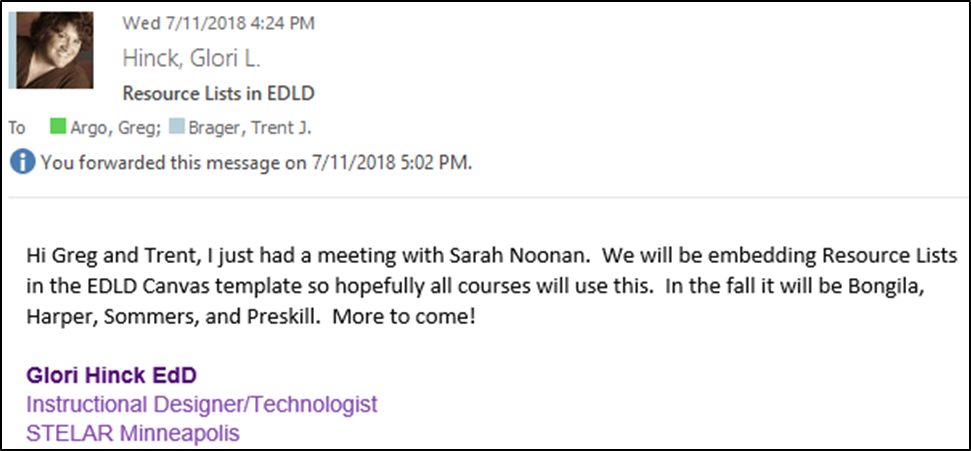 Wed 7/11/2018 4:24 PM
Hinck, Glori L.
Resource Lists in EDLD
To Argo, Greg; Brager, Trent J.
You forwarded this message on 7/11/2018 5:02 PM.
Hi Greg and Trent, I just had a meeting with Sarah Noonan.  We will be embedding Resource Lists
in the EDLD Canvas template so hopefully all courses will use this.  In the fall it will be Bongila,
Harper, Sommers, and Preskill.  More to come!
Glori Hinck EdD
Instructional Designer/Technologist
STELAR Minneapolis